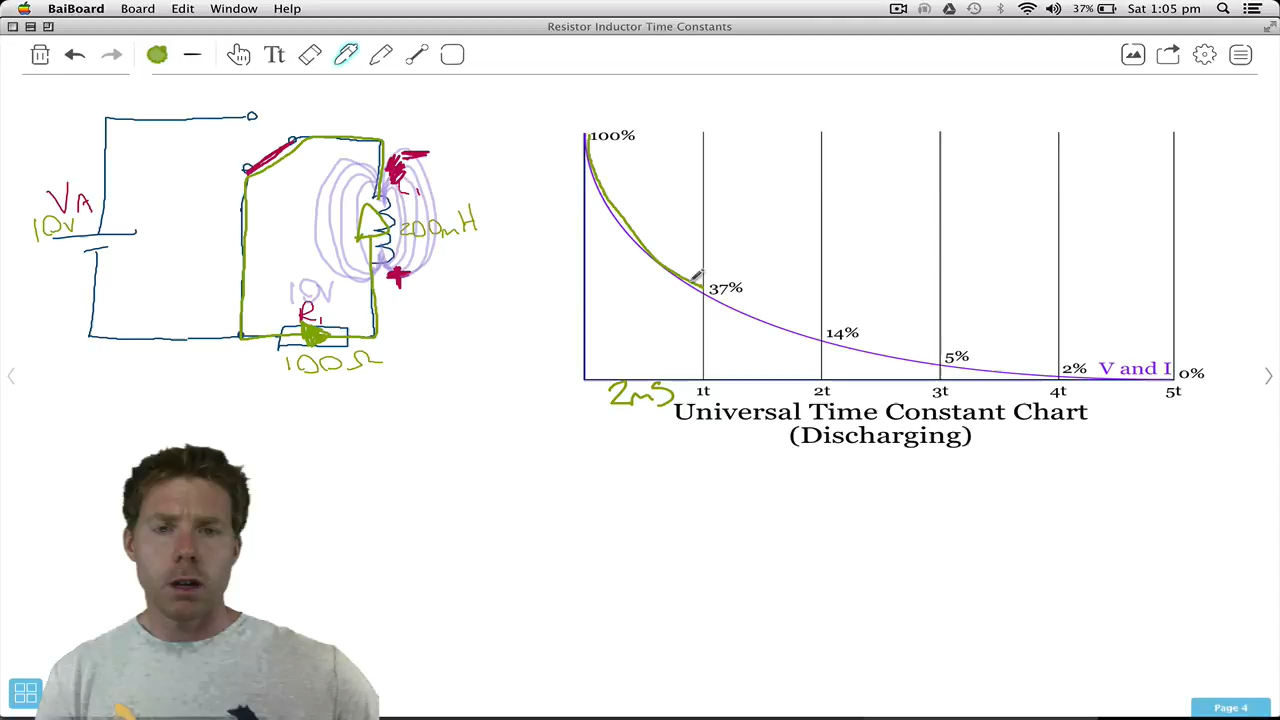 BaiBoard Board Edit Window Help 37% Sat 1:05 pm
Resistor Inductor Time Constants
Tt
VA
10V
L1
200mH
10V
R1
100Ω
100%
37%
14%
5%
2%
V and I
0%
1t 2t 3t 4t 5t
2mS
Universal Time Constant Chart
(Discharging)
Page 4